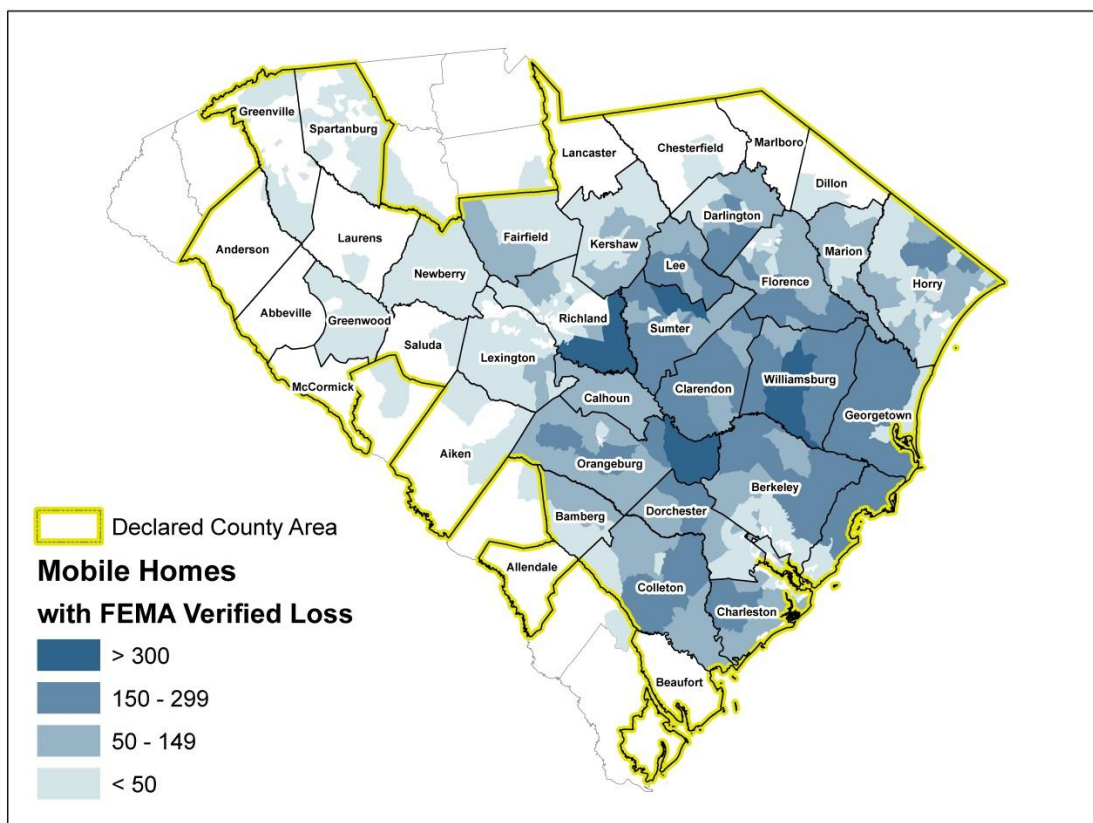 Greenville
Spartanburg
Lancaster
Chesterfield
Marlboro
Dillon
Darlington
Anderson
Laurens
Fairfield
Kershaw
Lee
Marion
Newberry
Florence
Horry
Abbeville
Greenwood
Richland
Sumter
Saluda
Lexington
McCormick
Clarendon
Williamsburg
Calhoun
Georgetown
Aiken
Orangeburg
Berkeley
Bamberg
Dorchester
Allendale
Colleton
Charleston
Beaufort
Declared County Area
Mobile Homes
with FEMA Verified Loss
> 300
150 - 299
50 - 149
< 50